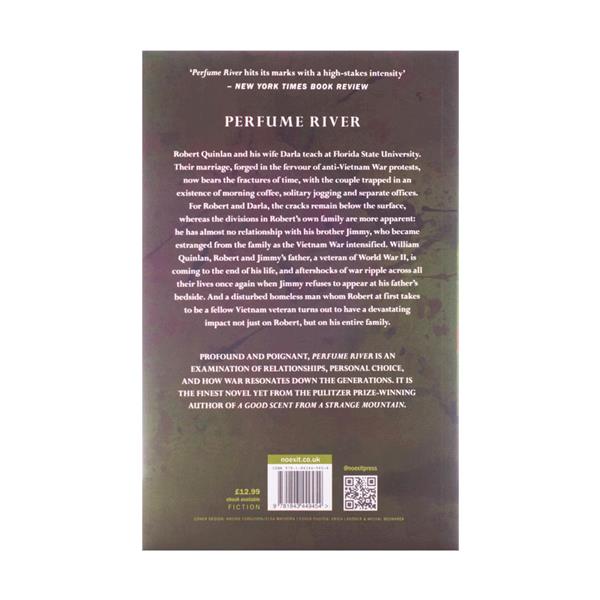 ‘Perfume River hits its marks with a high-stakes intensity’
– NEW YORK TIMES BOOK REVIEW
PERFUME RIVER
Robert Quinlan and his wife Darla teach at Florida State University.
Their marriage, forged in the fervour of anti-Vietnam War protests,
now bears the fractures of time, with the couple trapped in an
existence of morning coffee, solitary jogging and separate offices.
For Robert and Darla, the cracks remain below the surface,
whereas the divisions in Robert’s own family are more apparent:
he has almost no relationship with his brother Jimmy, who became
estranged from the family as the Vietnam War intensified. William
Quinlan, Robert and Jimmy’s father, a veteran of World War II, is
coming to the end of his life, and aftershocks of war ripple across all
their lives once again when Jimmy refuses to appear at his father’s
bedside. And a disturbed homeless man whom Robert at first takes
to be a fellow Vietnam veteran turns out to have a devastating
impact not just on Robert, but on his entire family.
PROFOUND AND POIGNANT, PERFUME RIVER IS AN
EXAMINATION OF RELATIONSHIPS, PERSONAL CHOICE,
AND HOW WAR RESONATES DOWN THE GENERATIONS. IT IS
THE FINEST NOVEL YET FROM THE PULITZER PRIZE-WINNING
AUTHOR OF A GOOD SCENT FROM A STRANGE MOUNTAIN.
noexit.co.uk
@noexitpress
£12.99
ebook available
FICTION
9 781843 449454 >
COVER DESIGN: